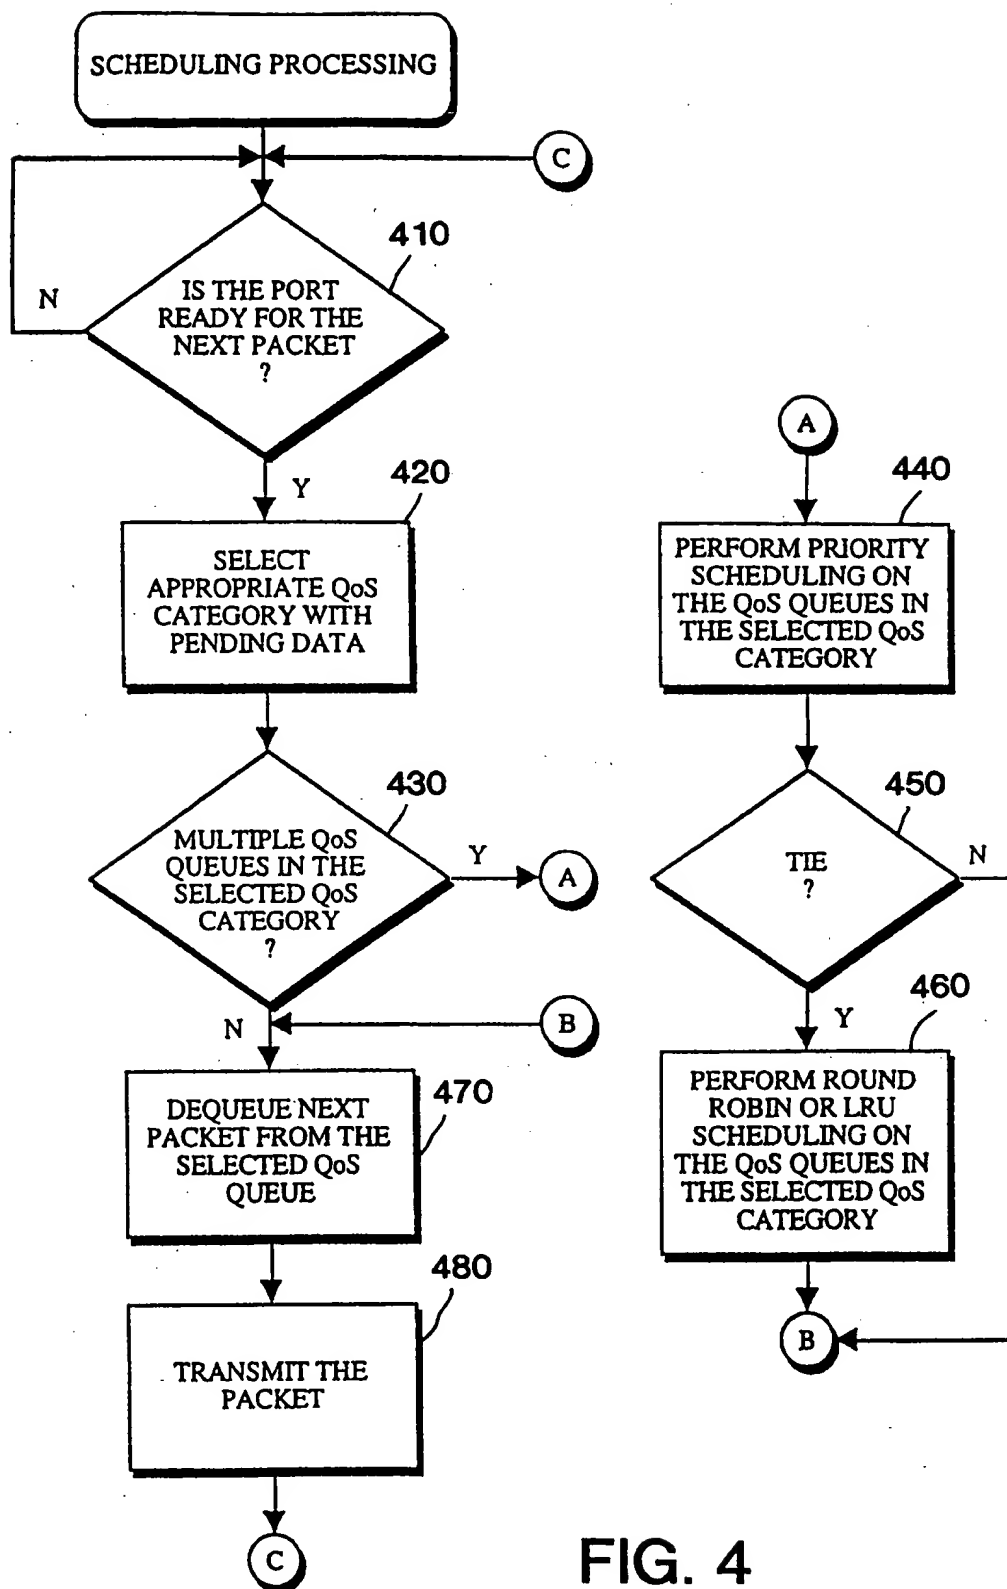 SCHEDULING PROCESSING
C
410
IS THE PORT
READY FOR THE
NEXT PACKET
?
N
Y
420
SELECT
APPROPRIATE QoS
CATEGORY WITH
PENDING DATA
430
MULTIPLE QoS
QUEUES IN THE
SELECTED QoS
CATEGORY
?
Y
A
N
B
470
DEQUEUE NEXT
PACKET FROM THE
SELECTED QoS
QUEUE
480
TRANSMIT THE
PACKET
C
A
440
PERFORM PRIORITY
SCHEDULING ON
THE QoS QUEUES IN
THE SELECTED QoS
CATEGORY
450
TIE
?
N
Y
460
PERFORM ROUND
ROBIN OR LRU
SCHEDULING ON
THE QoS QUEUES IN
THE SELECTED QoS
CATEGORY
B
FIG. 4